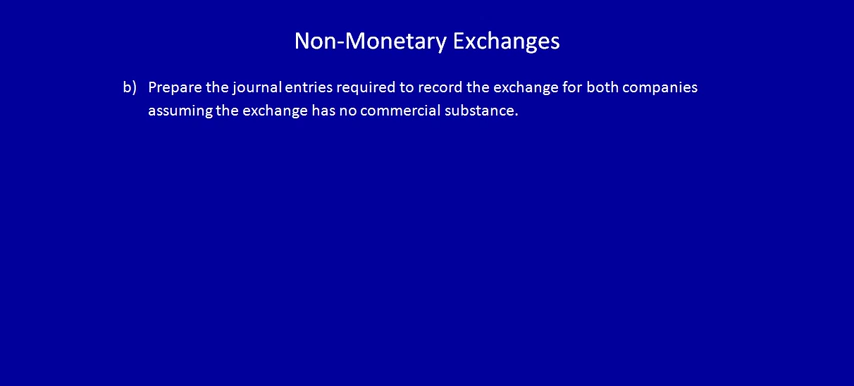 Non-Monetary Exchanges
b) Prepare the journal entries required to record the exchange for both companies
assuming the exchange has no commercial substance.